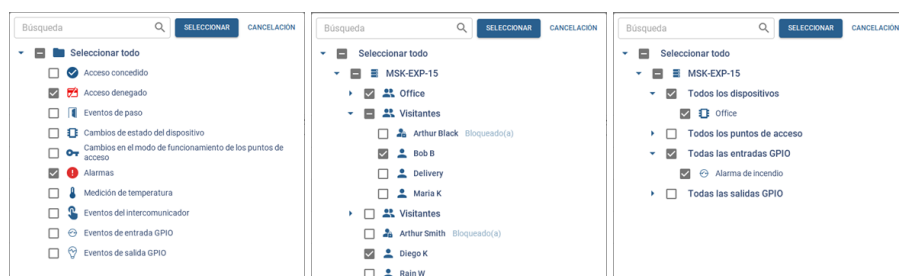 Búsqueda
SELECCIONAR
CANCELACIÓN
Seleccionar todo
Acceso concedido
Acceso denegado
Eventos de paso
Cambios de estado del dispositivo
Cambios en el modo de funcionamiento de los puntos de
acceso
Alarmas
Medición de temperatura
Eventos del intercomunicador
Eventos de entrada GPIO
Eventos de salida GPIO
Búsqueda
SELECCIONAR
CANCELACIÓN
Seleccionar todo
MSK-EXP-15
Office
Visitantes
Arthur Black Bloqueado(a)
Bob B
Delivery
Maria K
Visitantes
Arthur Smith Bloqueado(a)
Diego K
Rain W
Búsqueda
SELECCIONAR
CANCELACIÓN
Seleccionar todo
MSK-EXP-15
Todos los dispositivos
Office
Todos los puntos de acceso
Todas las entradas GPIO
Alarma de incendio
Todas las salidas GPIO